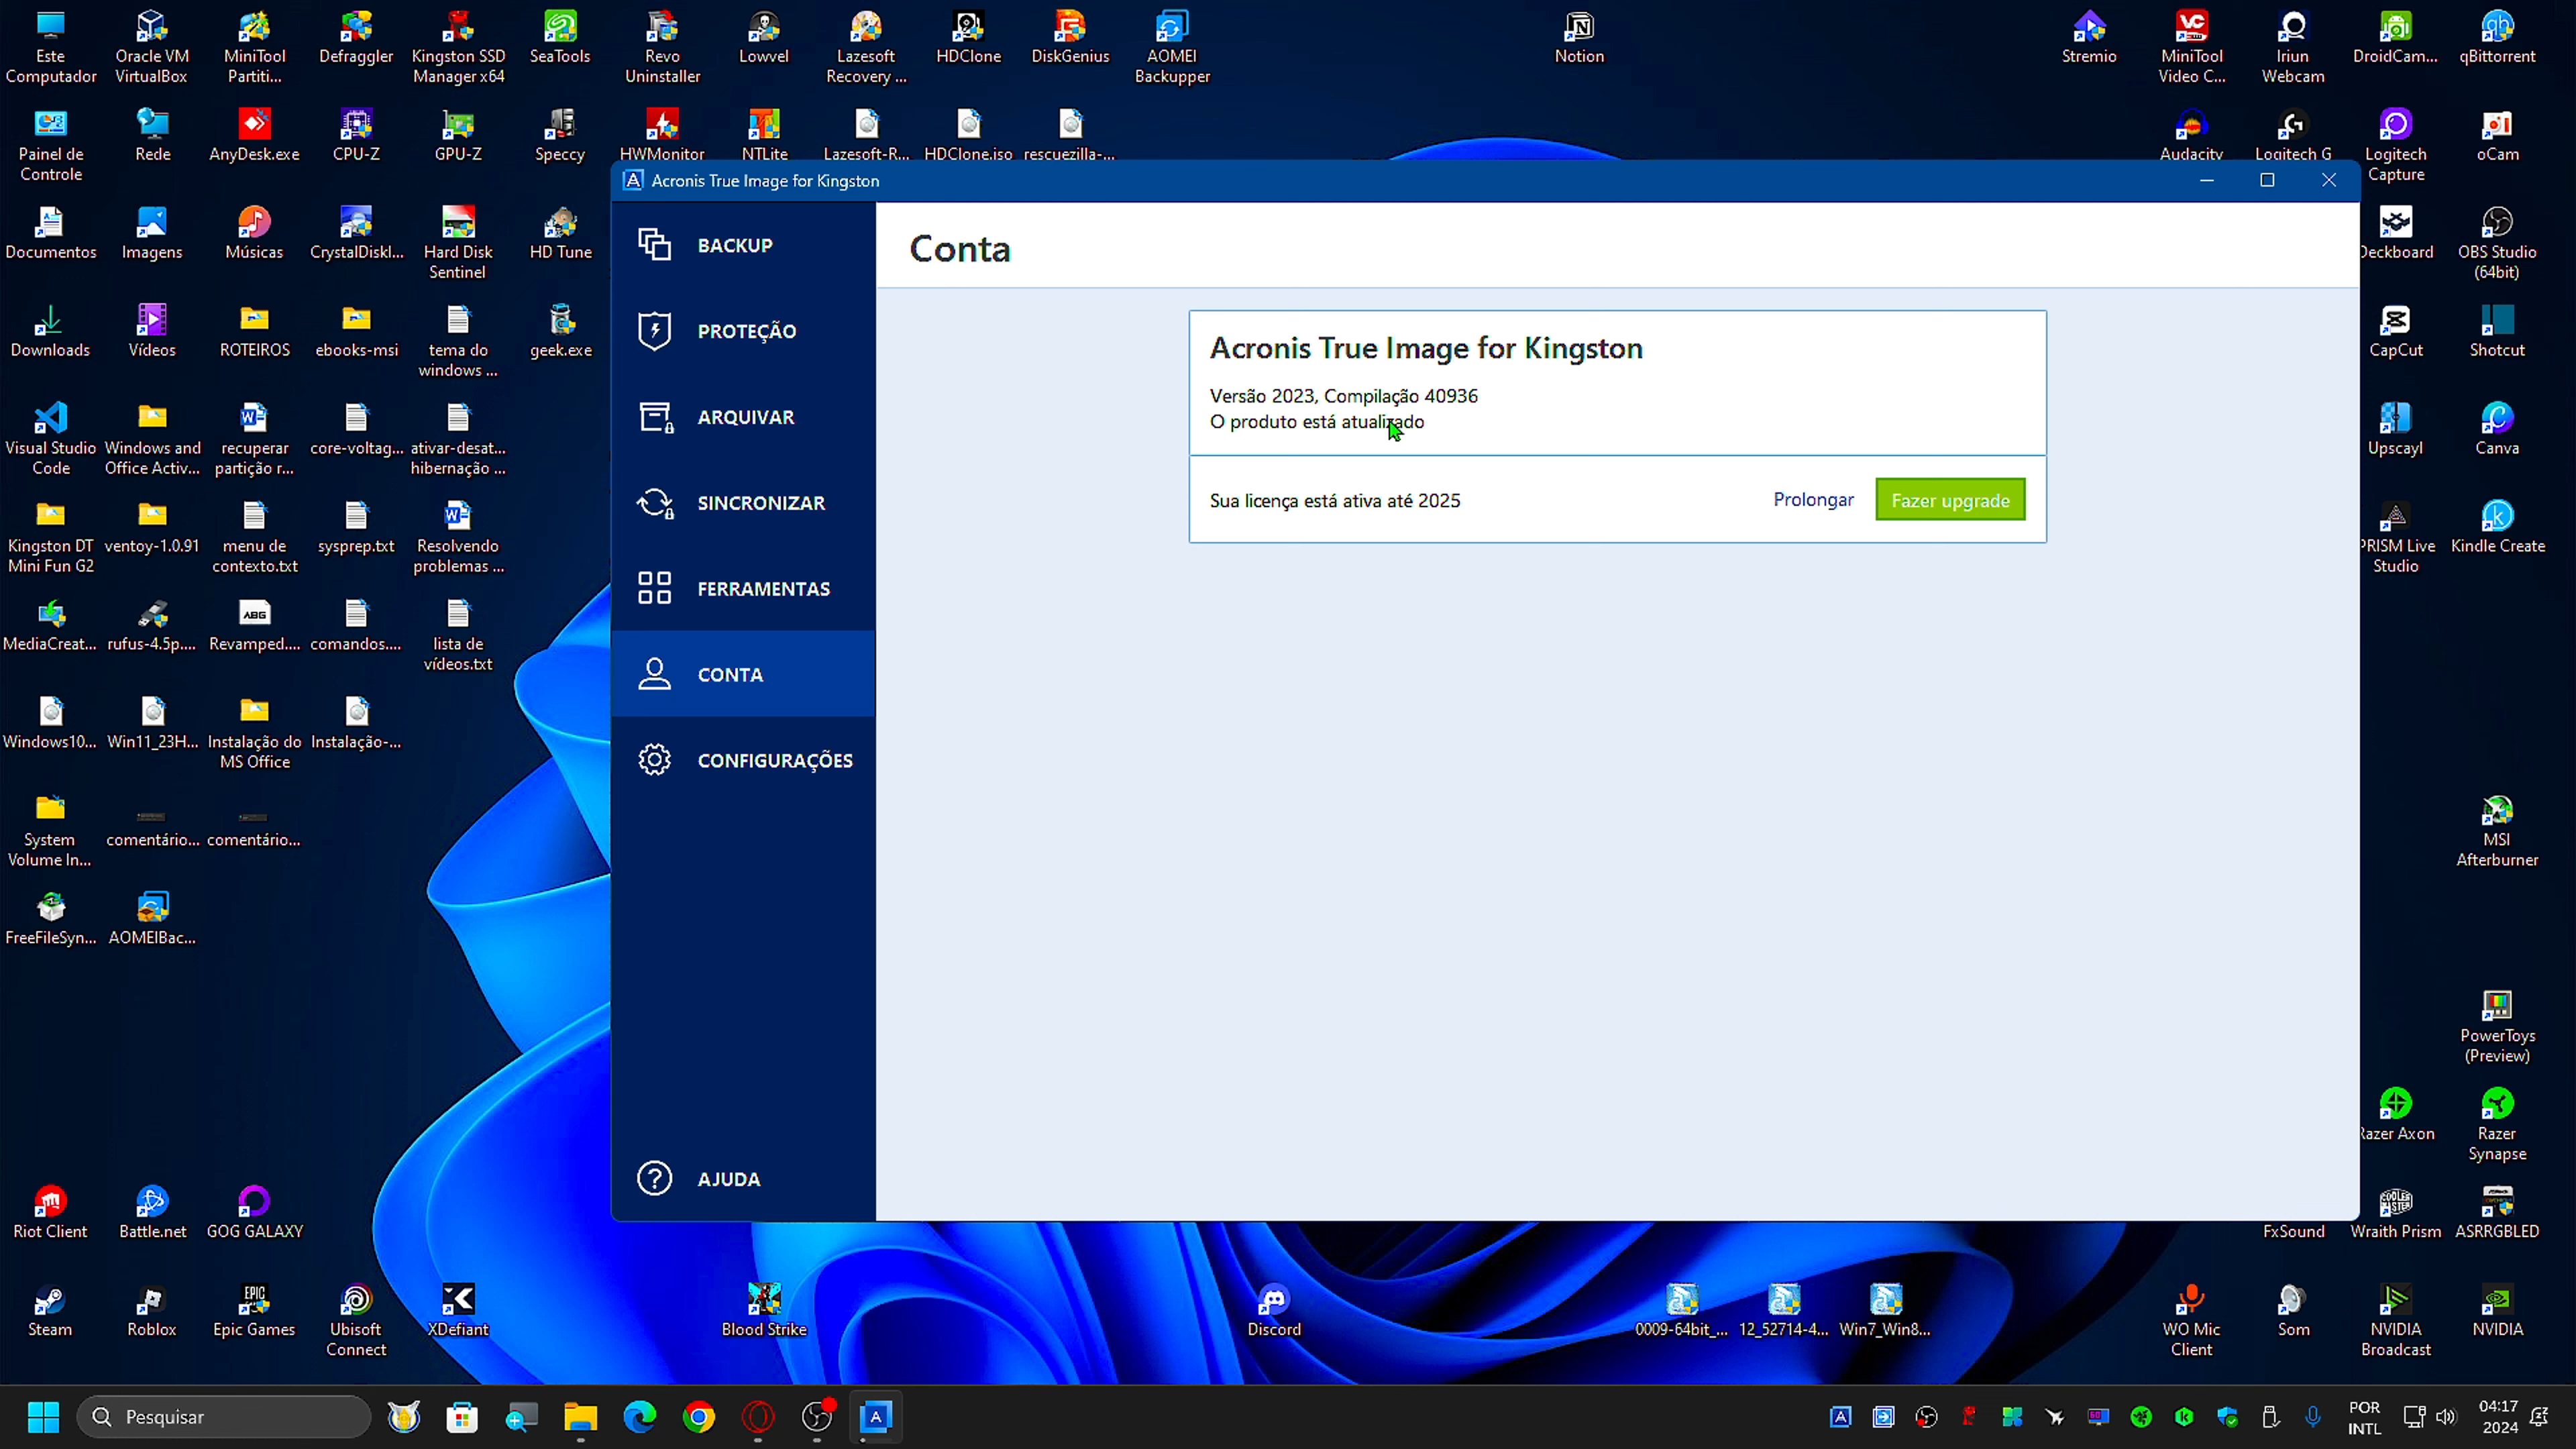 Este
Computador
Oracle VM
VirtualBox
MiniTool
Partiti...
Defraggler
Kingston SSD
Manager x64
SeaTools
Revo
Uninstaller
Lowvel
Lazesoft
Recovery ...
HDClone
DiskGenius
AOMEI
Backupper
Notion
Stremio
MiniTool
Video C...
Iriun
Webcam
DroidCam...
qBittorrent
Painel de
Controle
Rede
AnyDesk.exe
CPU-Z
GPU-Z
Speccy
HWMonitor
NTLite
Lazesoft-R...
HDClone.iso
rescuezilla-...
Audacity
Logitech G
Logitech
Capture
oCam
Documentos
Imagens
Músicas
CrystalDiskI...
Hard Disk
Sentinel
HD Tune
Deckboard
OBS Studio
(64bit)
Downloads
Vídeos
ROTEIROS
ebooks-msi
tema do
windows ...
geek.exe
CapCut
Shotcut
Visual Studio
Code
Windows and
Office Activ...
recuperar
partição r...
core-voltag...
ativar-desat...
hibernação ...
Upscayl
Canva
Kingston DT
Mini Fun G2
ventoy-1.0.91
menu de
contexto.txt
sysprep.txt
Resolvendo
problemas ...
PRISM Live
Studio
Kindle Create
MediaCreat...
rufus-4.5p....
ABG
Revamped....
comandos....
lista de
vídeos.txt
Windows10...
Win11_23H...
Instalação do
MS Office
Instalação-...
System
Volume In...
comentário...
comentário...
MSI
Afterburner
FreeFileSyn...
AOMEIBac...
PowerToys
(Preview)
Razer Axon
Razer
Synapse
Riot Client
Battle.net
GOG GALAXY
FxSound
Wraith Prism
ASRRGBLED
Steam
Roblox
EPIC
Epic Games
Ubisoft
Connect
XDefiant
Blood Strike
Discord
0009-64bit_...
12_52714-4...
Win7_Win8...
WO Mic
Client
Som
NVIDIA
Broadcast
NVIDIA
Acronis True Image for Kingston
BACKUP
PROTEÇÃO
ARQUIVAR
SINCRONIZAR
FERRAMENTAS
CONTA
CONFIGURAÇÕES
AJUDA
Conta
Acronis True Image for Kingston
Versão 2023, Compilação 40936
O produto está atualizado
Sua licença está ativa até 2025
Prolongar
Fazer upgrade
Pesquisar
POR
INTL
04:17
2024